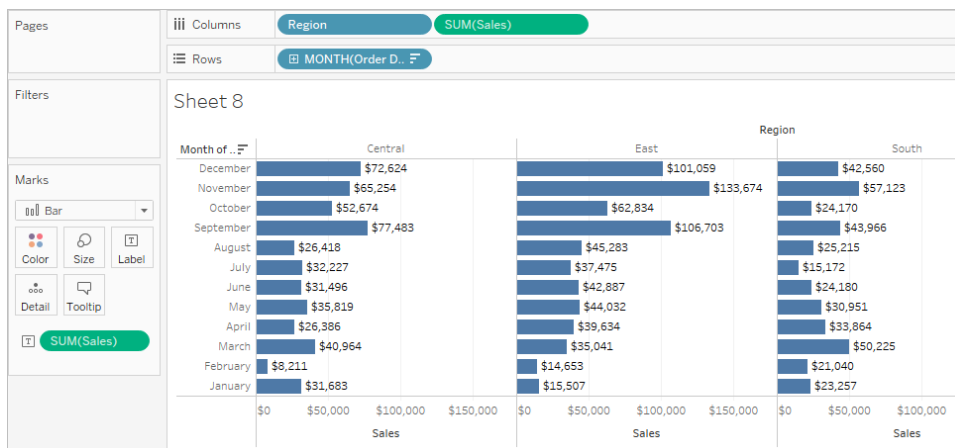 Pages
Columns
Region
SUM(Sales)
Rows
MONTH(Order D..
Filters
Marks
Bar
Color
Size
Label
Detail
Tooltip
SUM(Sales)
Sheet 8
Region
Month of ..
Central
East
South
December $72,624 $101,059 $42,560
November $65,254 $133,674 $57,123
October $52,674 $62,834 $24,170
September $77,483 $106,703 $43,966
August $26,418 $45,283 $25,215
July $32,227 $37,475 $15,172
June $31,496 $42,887 $24,180
May $35,819 $44,032 $30,951
April $26,386 $39,634 $33,864
March $40,964 $35,041 $50,225
February $8,211 $14,653 $21,040
January $31,683 $15,507 $23,257
$0 $50,000 $100,000 $150,000 $0 $50,000 $100,000 $150,000 $0 $50,000 $100,000
Sales Sales Sales